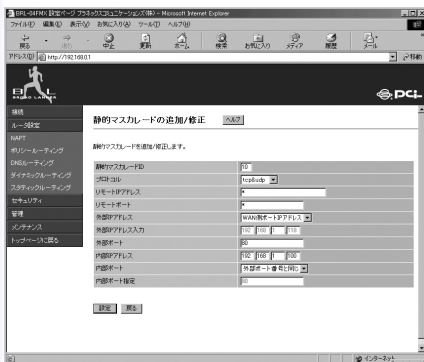 BRL-04FMX 設定ページ プラネックスコミュニケーションズ(株) - Microsoft Internet Explorer
ファイル(F) 編集(E) 表示(V) お気に入り(A) ツール(T) ヘルプ(H)
戻る 進む 中止 更新 ホーム 検索 お気に入り メディア 履歴 メール
アドレス(D) http://192.168.0.1 移動
BRL
BROAD LANNER
PCi
接続
ルータ設定
NAPT
ポリシールーティング
DNSルーティング
ダイナミックルーティング
スタティックルーティング
セキュリティ
管理
メンテナンス
トップページに戻る
静的マスカレードの追加/修正 ヘルプ
静的マスカレードを追加/修正します。
静的マスカレードID 10
プロトコル tcp&udp
リモートIPアドレス *
リモートポート *
外部IPアドレス WAN側ポートIPアドレス
外部IPアドレス入力 192 168 1 118
外部ポート 80
内部IPアドレス 192 168 1 100
内部ポート 外部ポート番号と同じ
内部ポート指定 80
設定 戻る
インターネット